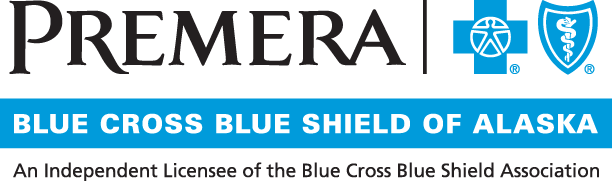 PREMERA
® ®
BLUE CROSS BLUE SHIELD OF ALASKA
An Independent Licensee of the Blue Cross Blue Shield Association